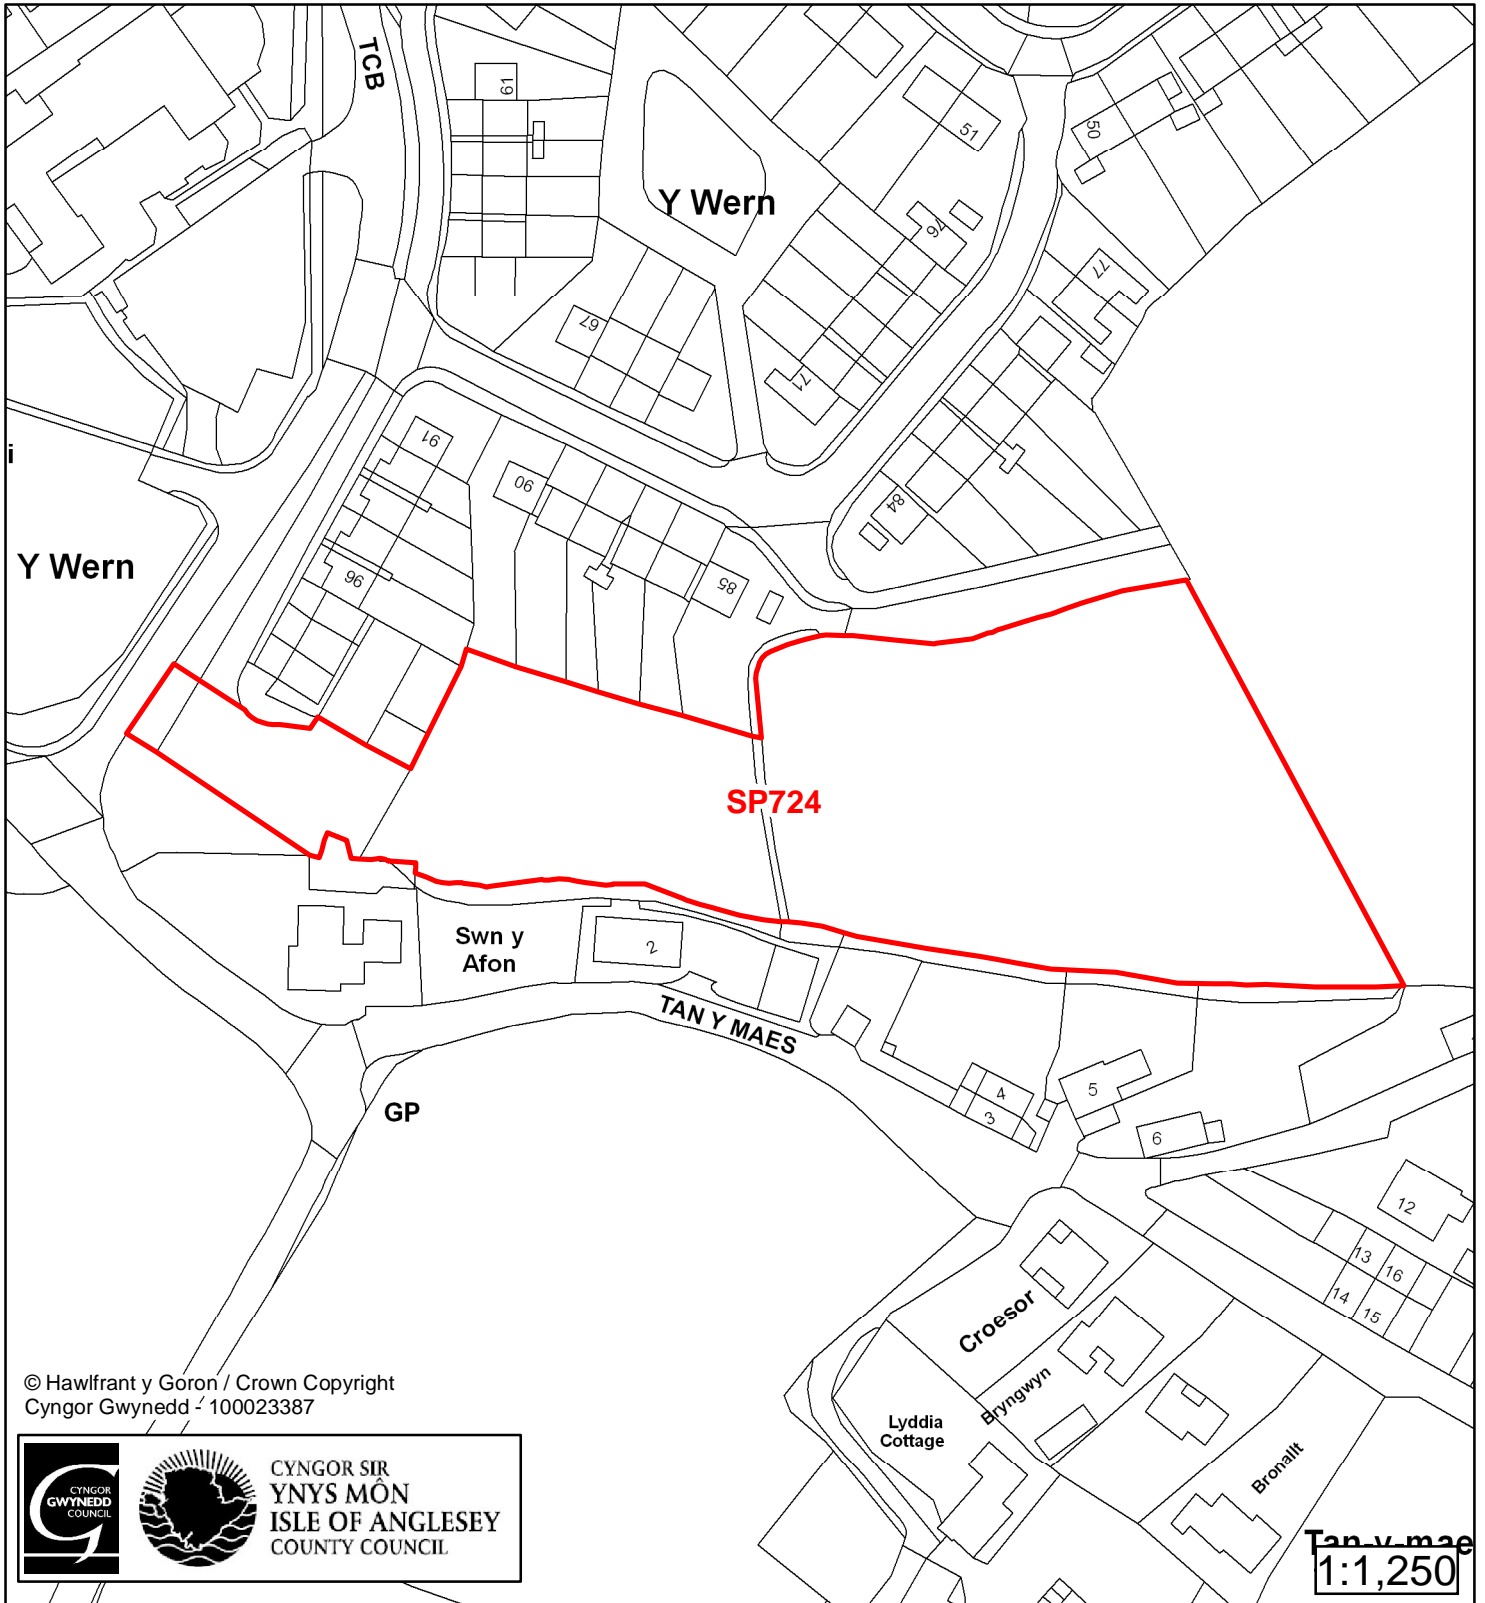 TCB
61
51
50
Y Wern
76
77
67
71
91
i
90
84
Y Wern
96
85
SP724
Swn y
Afon
2
TAN Y MAES
4
3
5
6
GP
12
13
16
14
15
Croesor
Bryngwyn
Lyddia
Cottage
Bronallt
© Hawlfraint y Goron / Crown Copyright
Cyngor Gwynedd - 100023387
CYNGOR
GWYNEDD
COUNCIL
CYNGOR SIR
YNYS MÔN
ISLE OF ANGLESEY
COUNTY COUNCIL
Tan-y-mae
1:1,250